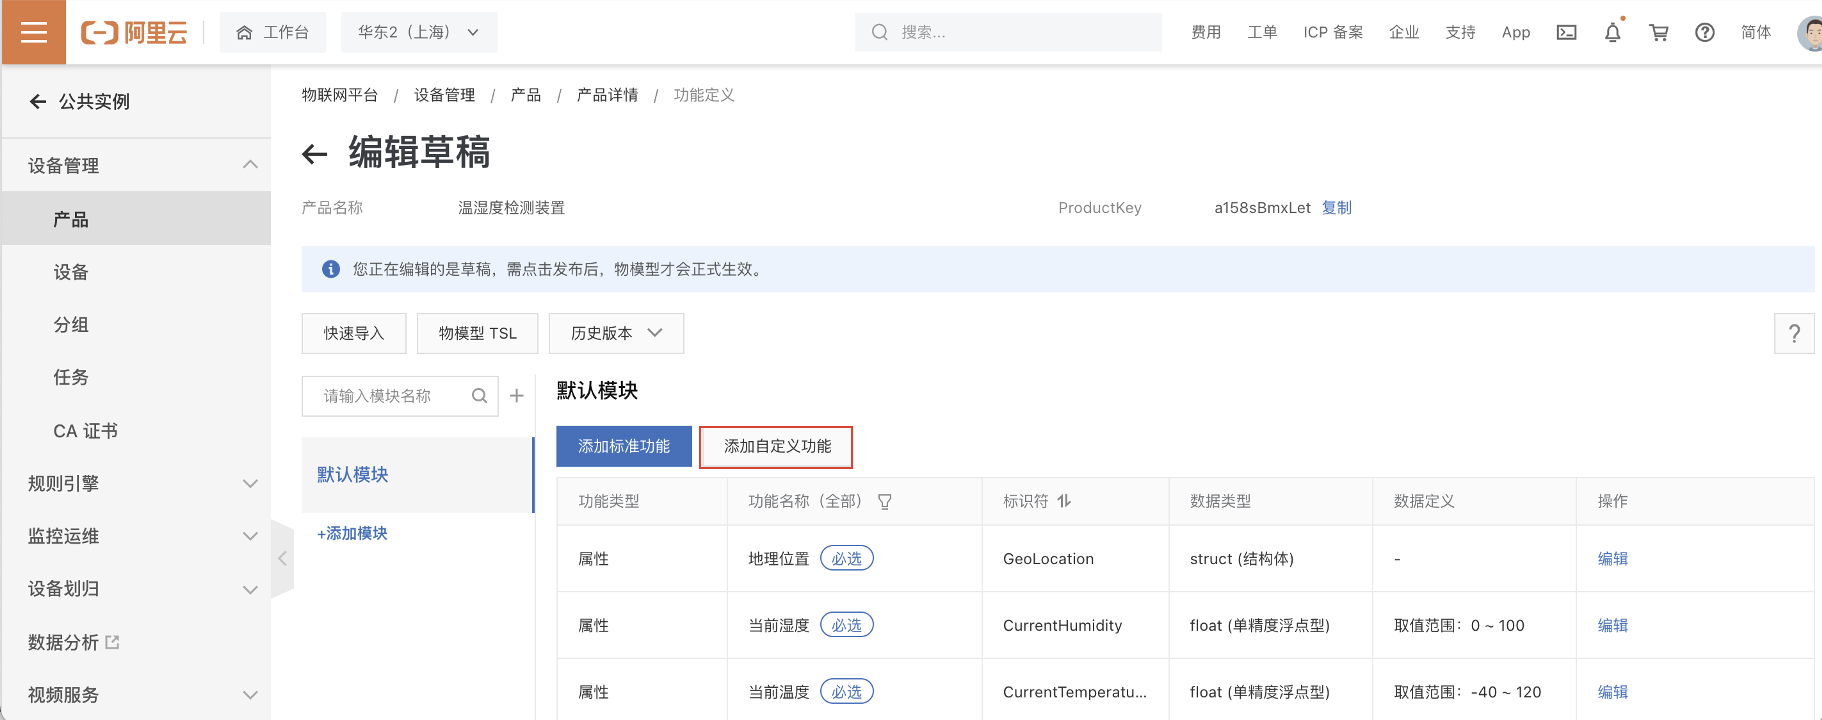 阿里云 工作台 华东2（上海） 搜索... 费用 工单 ICP 备案 企业 支持 App 简体
公共实例
设备管理
产品
设备
分组
任务
CA 证书
规则引擎
监控运维
设备划归
数据分析
视频服务
物联网平台 / 设备管理 / 产品 / 产品详情 / 功能定义
编辑草稿
产品名称 温湿度检测装置 ProductKey a158sBmxLet 复制
您正在编辑的是草稿，需点击发布后，物模型才会正式生效。
快速导入 物模型 TSL 历史版本 ?
请输入模块名称 +
默认模块
+添加模块
默认模块
添加标准功能 添加自定义功能
功能类型 功能名称（全部） 标识符 数据类型 数据定义 操作
属性 地理位置 必选 GeoLocation struct (结构体) - 编辑
属性 当前湿度 必选 CurrentHumidity float (单精度浮点型) 取值范围：0 ~ 100 编辑
属性 当前温度 必选 CurrentTemperatu... float (单精度浮点型) 取值范围：-40 ~ 120 编辑